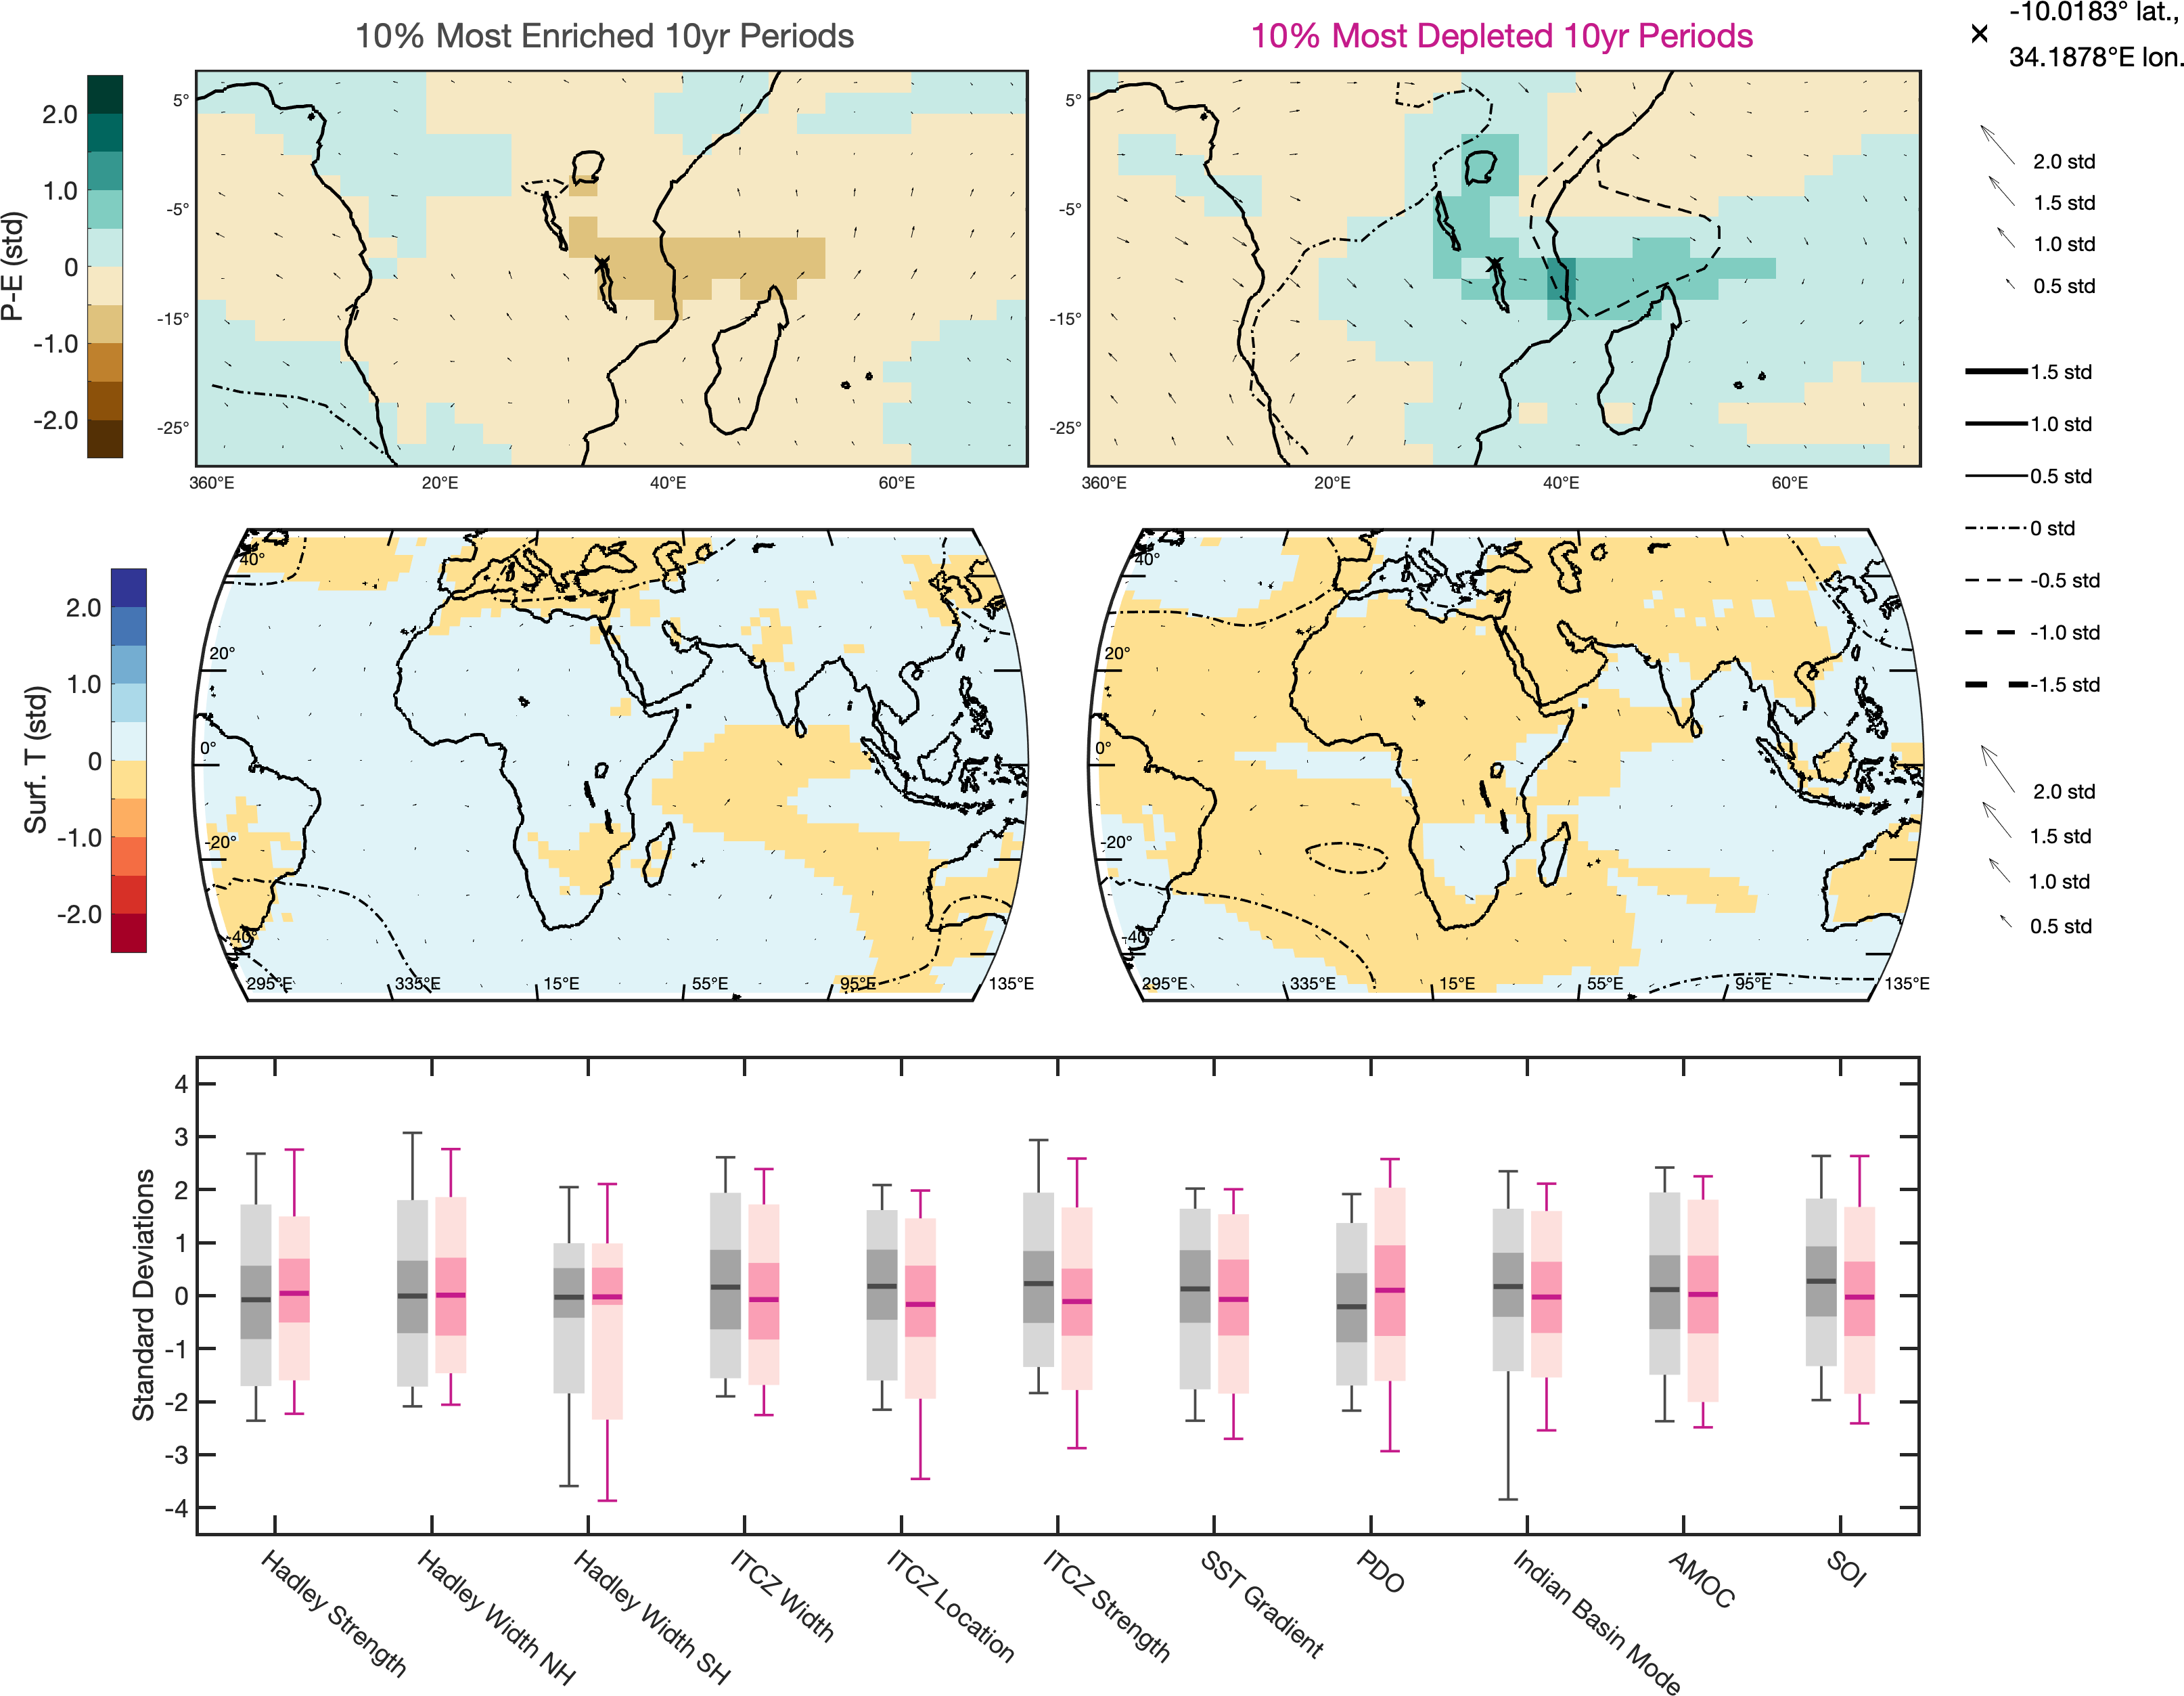 10% Most Enriched 10yr Periods
10% Most Depleted 10yr Periods
-10.0183° lat.,
34.1878°E lon.
P-E (std)
2.0
1.0
0
-1.0
-2.0
5°
-5°
-15°
-25°
360°E
20°E
40°E
60°E
5°
-5°
-15°
-25°
360°E
20°E
40°E
60°E
2.0 std
1.5 std
1.0 std
0.5 std
1.5 std
1.0 std
0.5 std
0 std
-0.5 std
-1.0 std
-1.5 std
Surf. T (std)
2.0
1.0
0
-1.0
-2.0
40°
20°
0°
-20°
-40°
295°E
335°E
15°E
55°E
95°E
135°E
40°
20°
0°
-20°
-40°
295°E
335°E
15°E
55°E
95°E
135°E
2.0 std
1.5 std
1.0 std
0.5 std
Standard Deviations
4
3
2
1
0
-1
-2
-3
-4
Hadley Strength
Hadley Width NH
Hadley Width SH
ITCZ Width
ITCZ Location
ITCZ Strength
SST Gradient
PDO
Indian Basin Mode
AMOC
SOI